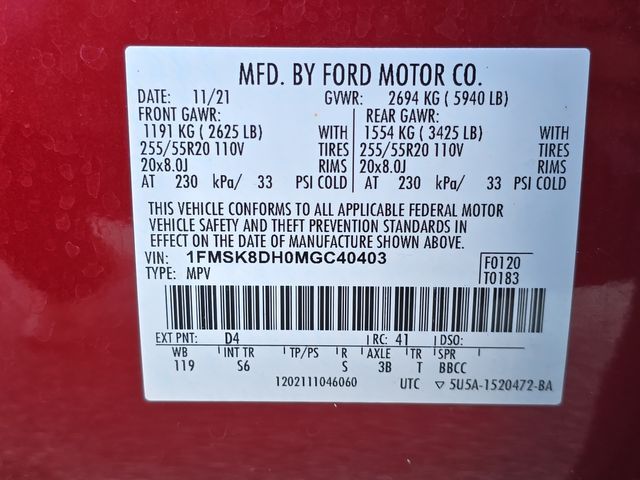 MFD. BY FORD MOTOR CO.
DATE: 11/21 GVWR: 2694 KG ( 5940 LB)
FRONT GAWR: REAR GAWR:
1191 KG ( 2625 LB) WITH 1554 KG ( 3425 LB) WITH
255/55R20 110V TIRES 255/55R20 110V TIRES
20x8.0J RIMS 20x8.0J RIMS
AT 230 kPa/ 33 PSI COLD AT 230 kPa/ 33 PSI COLD
THIS VEHICLE CONFORMS TO ALL APPLICABLE FEDERAL MOTOR
VEHICLE SAFETY AND THEFT PREVENTION STANDARDS IN
EFFECT ON THE DATE OF MANUFACTURE SHOWN ABOVE.
VIN: 1FMSK8DH0MGC40403 F0120
TYPE: MPV T0183
EXT PNT: D4 RC: 41 DSO:
WB INT TR TP/PS R AXLE TR SPR
119 S6 S 3B T BBCC
1202111046060 UTC ▽ 5U5A-1520472-BA